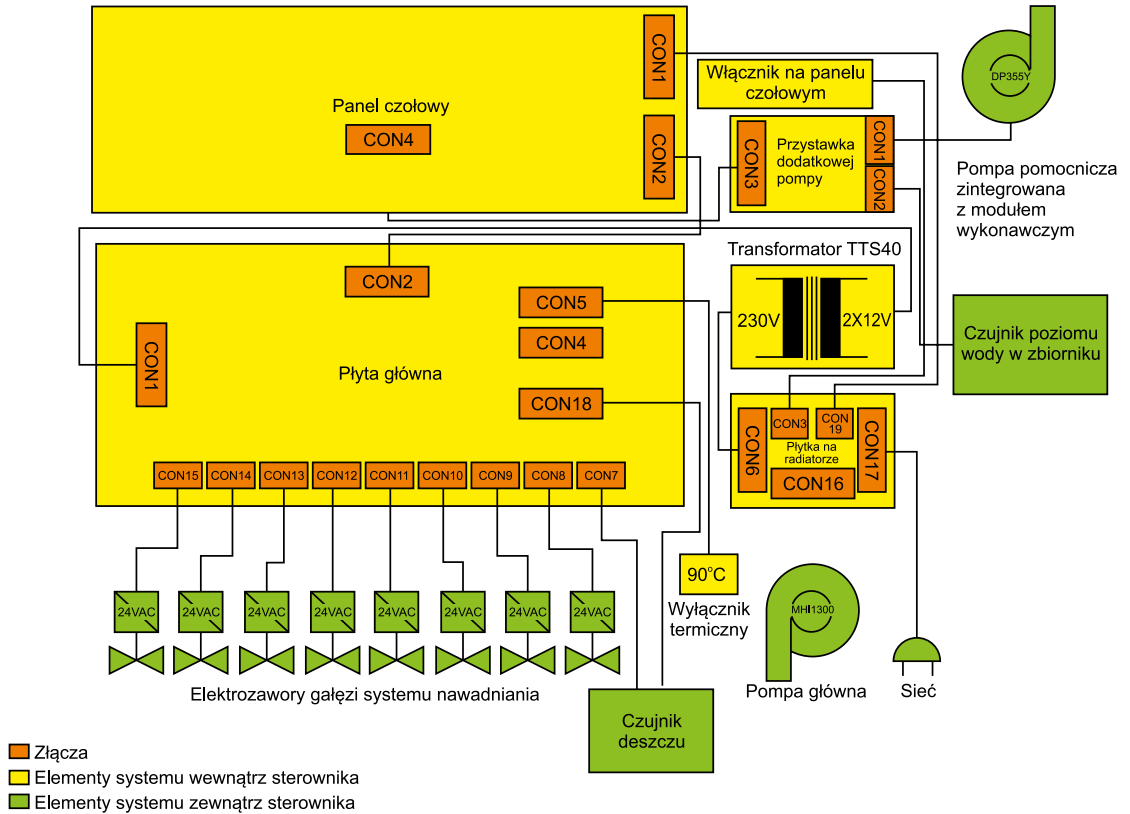 CON1
Panel czołowy
CON4
CON2
Włącznik na panelu
czołowym
CON3
Przystawka
dodatkowej
pompy
CON1
CON2
DP355Y
Pompa pomocnicza
zintegrowana
z modułem
wykonawczym
CON2
CON5
CON4
CON1
Płyta główna
CON18
Transformator TTS40
230V
2X12V
Czujnik poziomu
wody w zbiorniku
CON6
CON3
CON
19
CON17
Płytka na
radiatorze
CON16
CON15
CON14
CON13
CON12
CON11
CON10
CON9
CON8
CON7
24VAC
24VAC
24VAC
24VAC
24VAC
24VAC
24VAC
24VAC
Elektrozawory gałęzi systemu nawadniania
90°C
Wyłącznik
termiczny
MHI1300
Pompa główna
Sieć
Czujnik
deszczu
Złącza
Elementy systemu wewnątrz sterownika
Elementy systemu zewnątrz sterownika